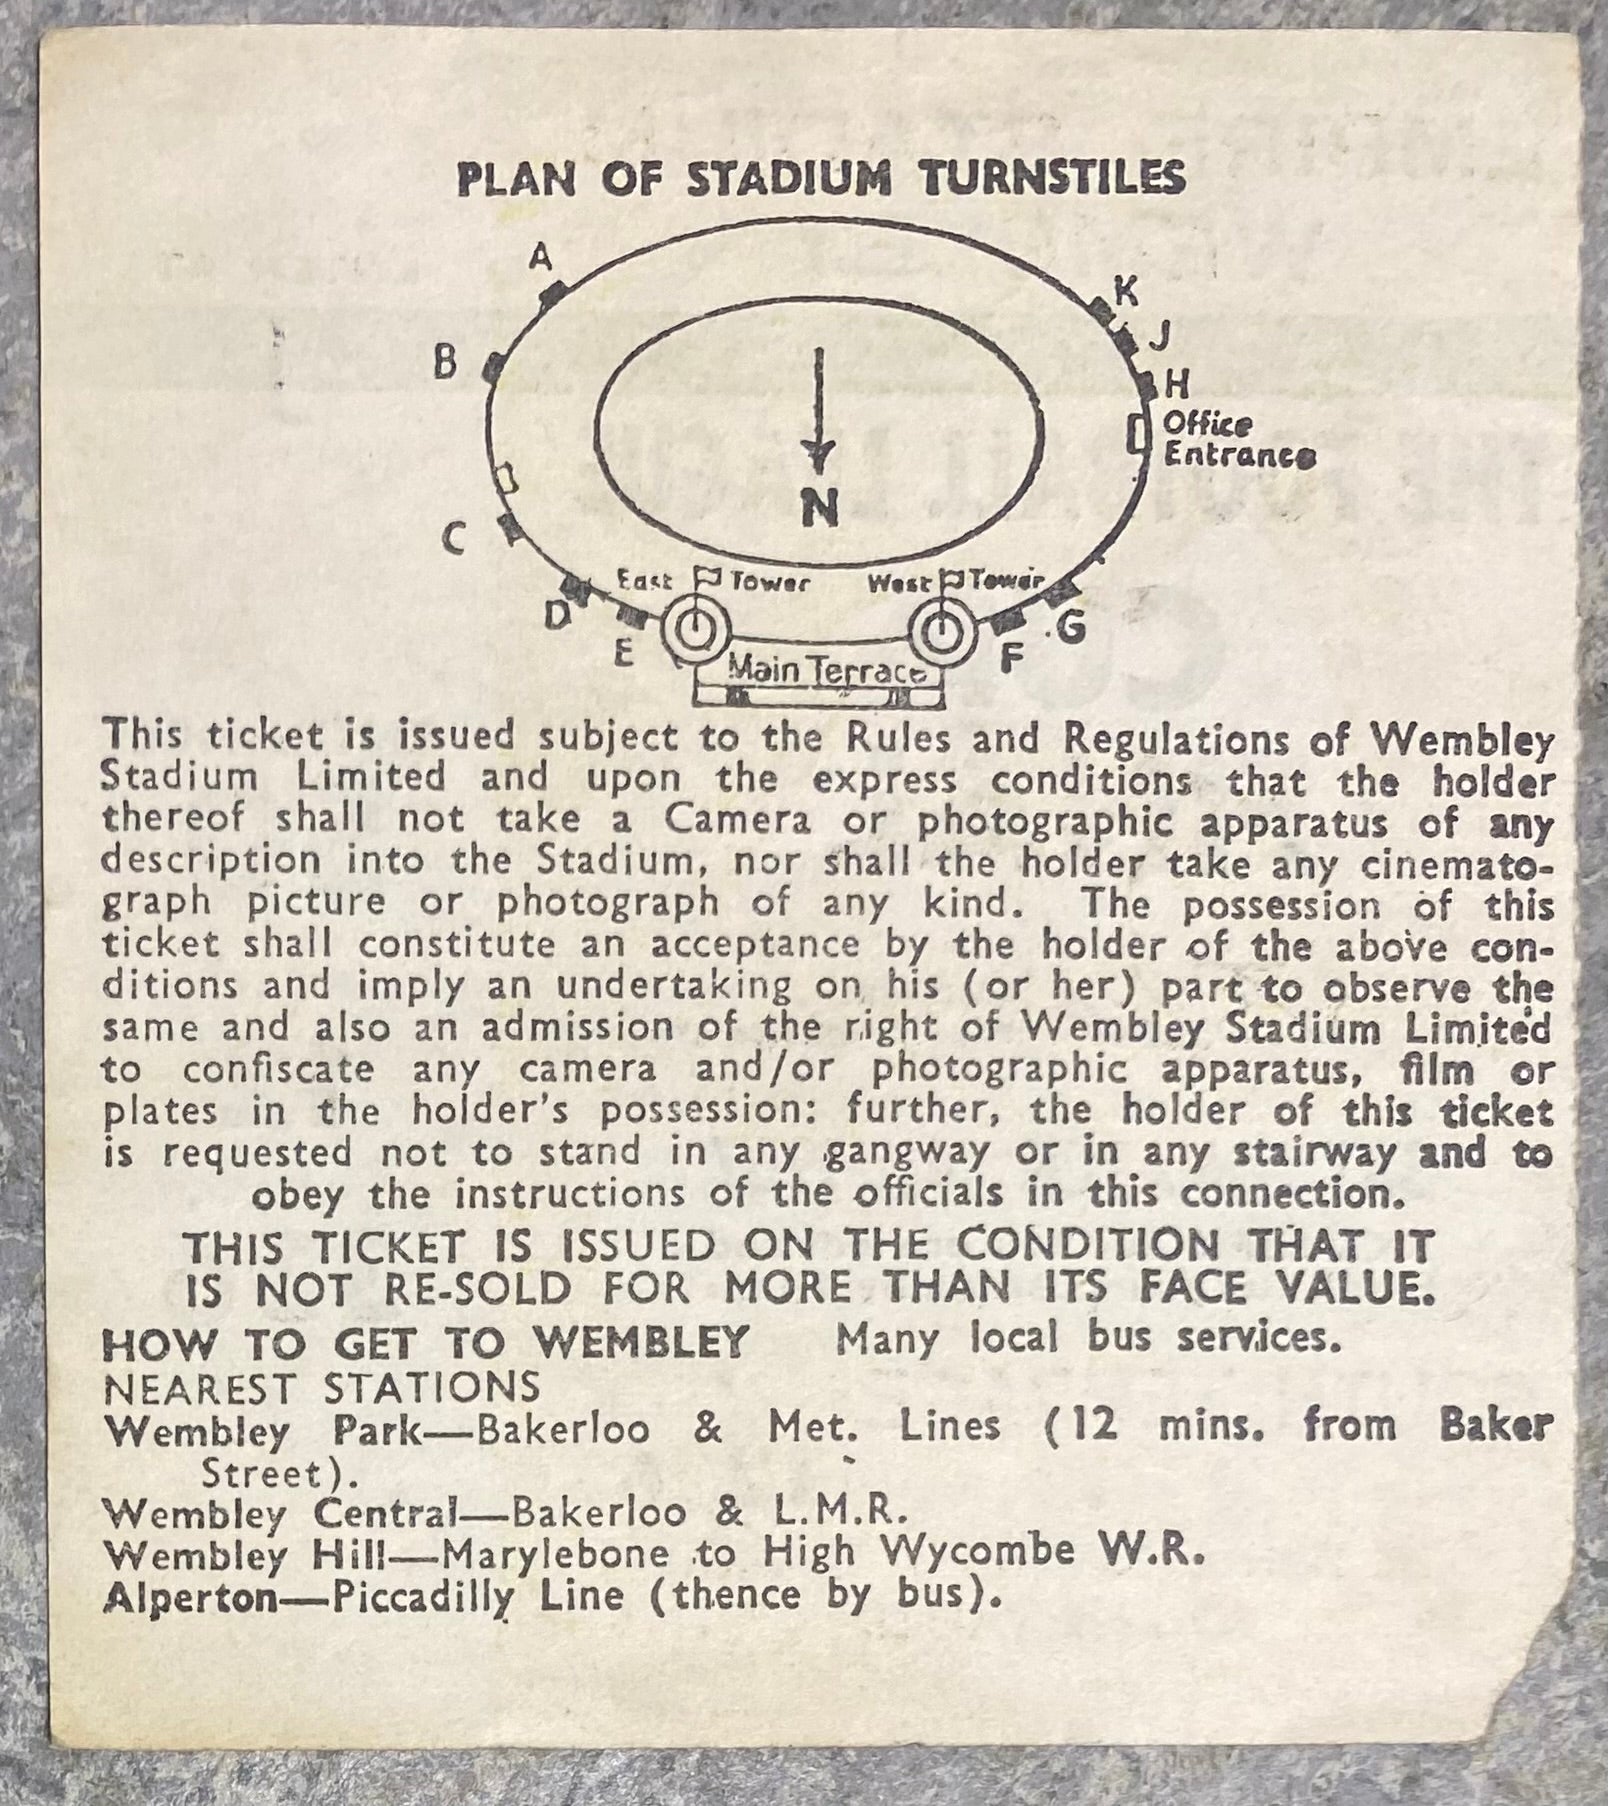 PLAN OF STADIUM TURNSTILES
A
K
J
B
H
Office
Entrance
N
C
East Tower
West Tower
D
G
E
F
Main Terrace
This ticket is issued subject to the Rules and Regulations of Wembley
Stadium Limited and upon the express conditions that the holder
thereof shall not take a Camera or photographic apparatus of any
description into the Stadium, nor shall the holder take any cinemato-
graph picture or photograph of any kind. The possession of this
ticket shall constitute an acceptance by the holder of the above con-
ditions and imply an undertaking on his (or her) part to observe the
same and also an admission of the right of Wembley Stadium Limited
to confiscate any camera and/or photographic apparatus, film or
plates in the holder's possession: further, the holder of this ticket
is requested not to stand in any gangway or in any stairway and to
obey the instructions of the officials in this connection.
THIS TICKET IS ISSUED ON THE CONDITION THAT IT
IS NOT RE-SOLD FOR MORE THAN ITS FACE VALUE.
HOW TO GET TO WEMBLEY Many local bus services.
NEAREST STATIONS
Wembley Park—Bakerloo & Met. Lines (12 mins. from Baker
Street).
Wembley Central—Bakerloo & L.M.R.
Wembley Hill—Marylebone to High Wycombe W.R.
Alperton—Piccadilly Line (thence by bus).